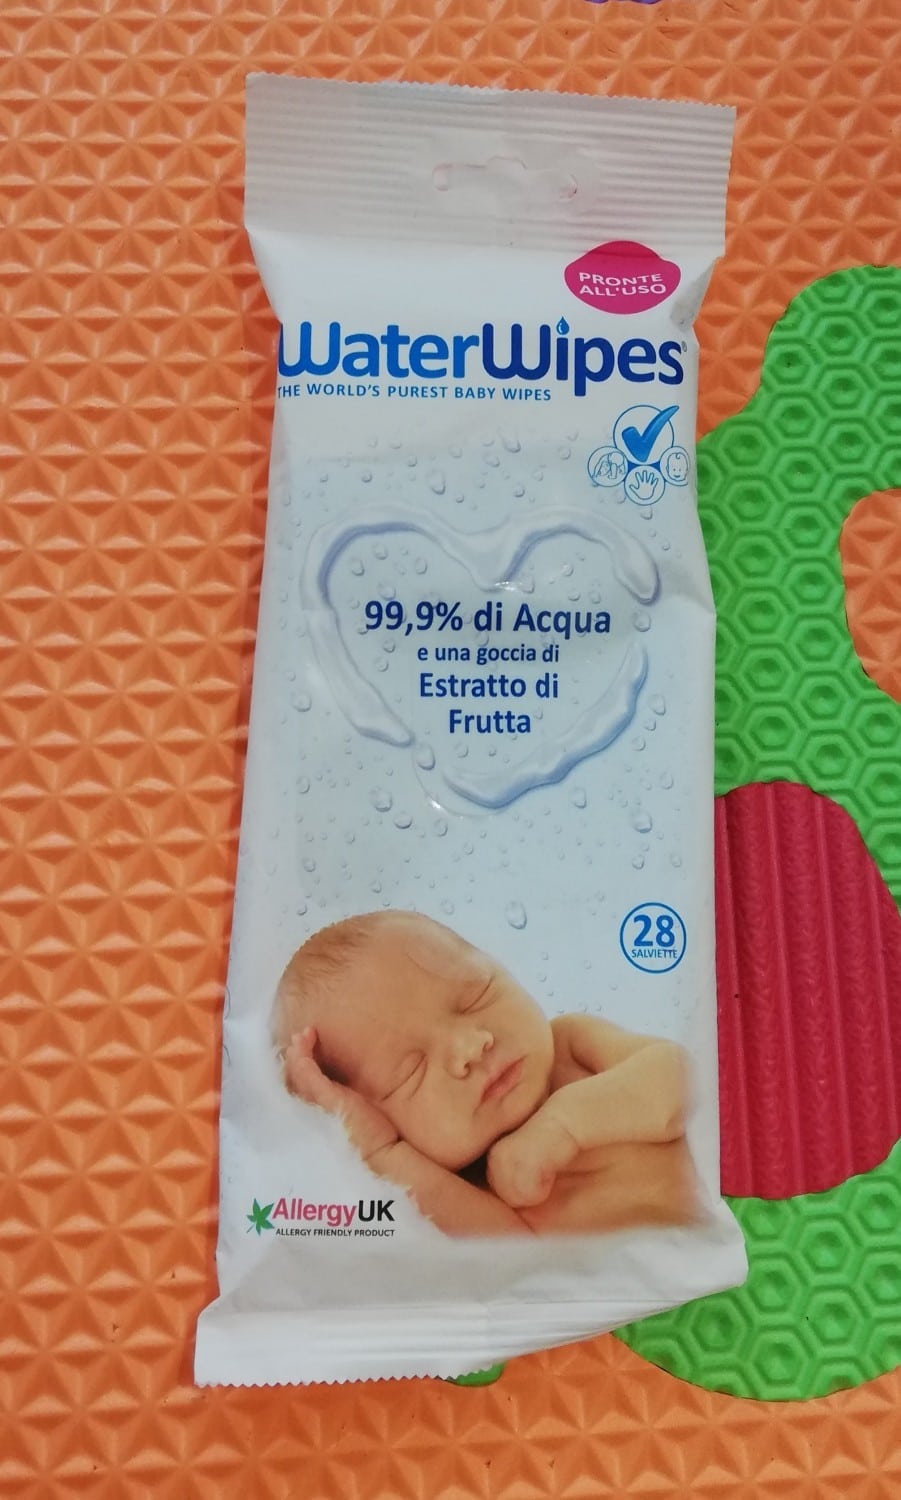 PRONTE
ALL'USO
WaterWipes®
THE WORLD'S PUREST BABY WIPES
99,9% di Acqua
e una goccia di
Estratto di
Frutta
28
SALVIETTE
AllergyUK
ALLERGY FRIENDLY PRODUCT